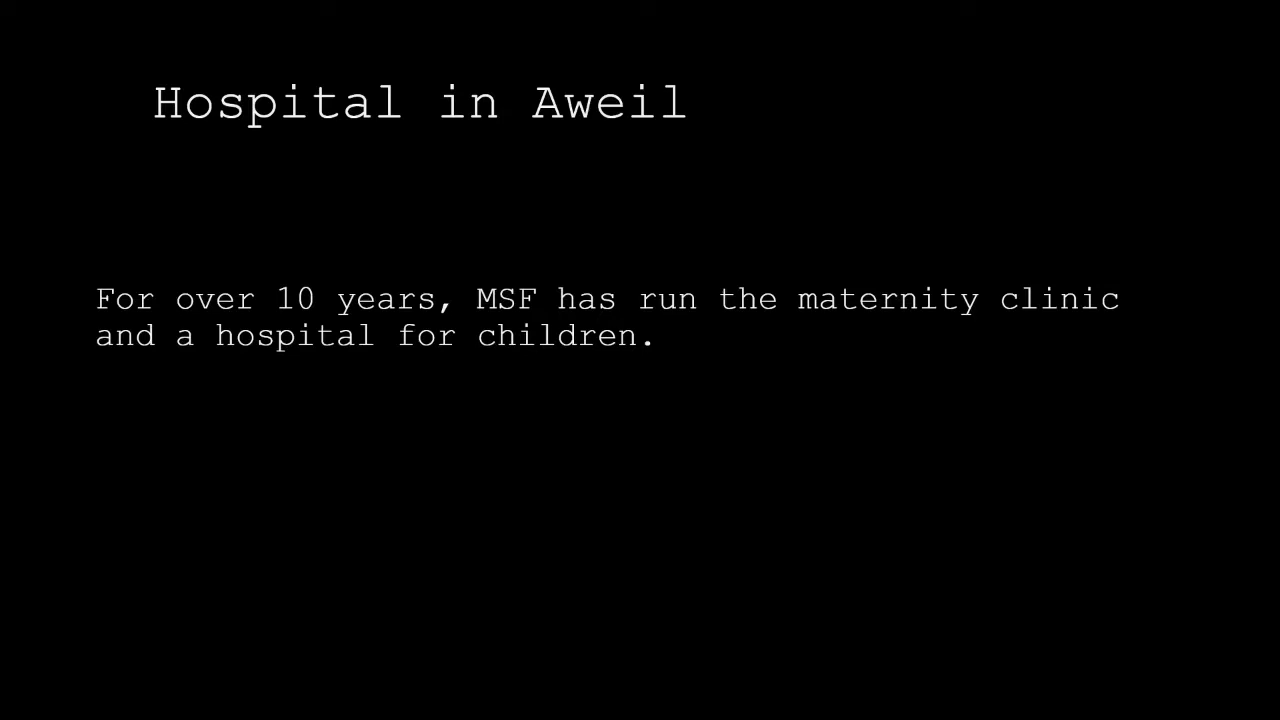 Hospital in Aweil
For over 10 years, MSF has run the maternity clinic
and a hospital for children.